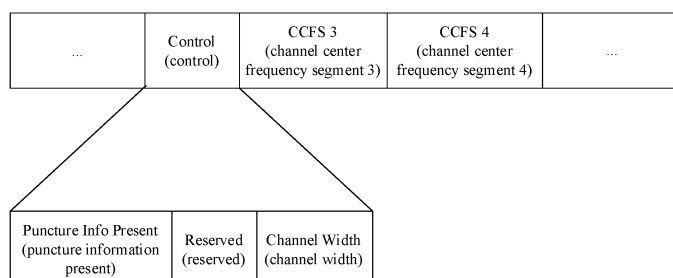 ...
Control
(control)
CCFS 3
(channel center
frequency segment 3)
CCFS 4
(channel center
frequency segment 4)
...
Puncture Info Present
(puncture information
present)
Reserved
(reserved)
Channel Width
(channel width)